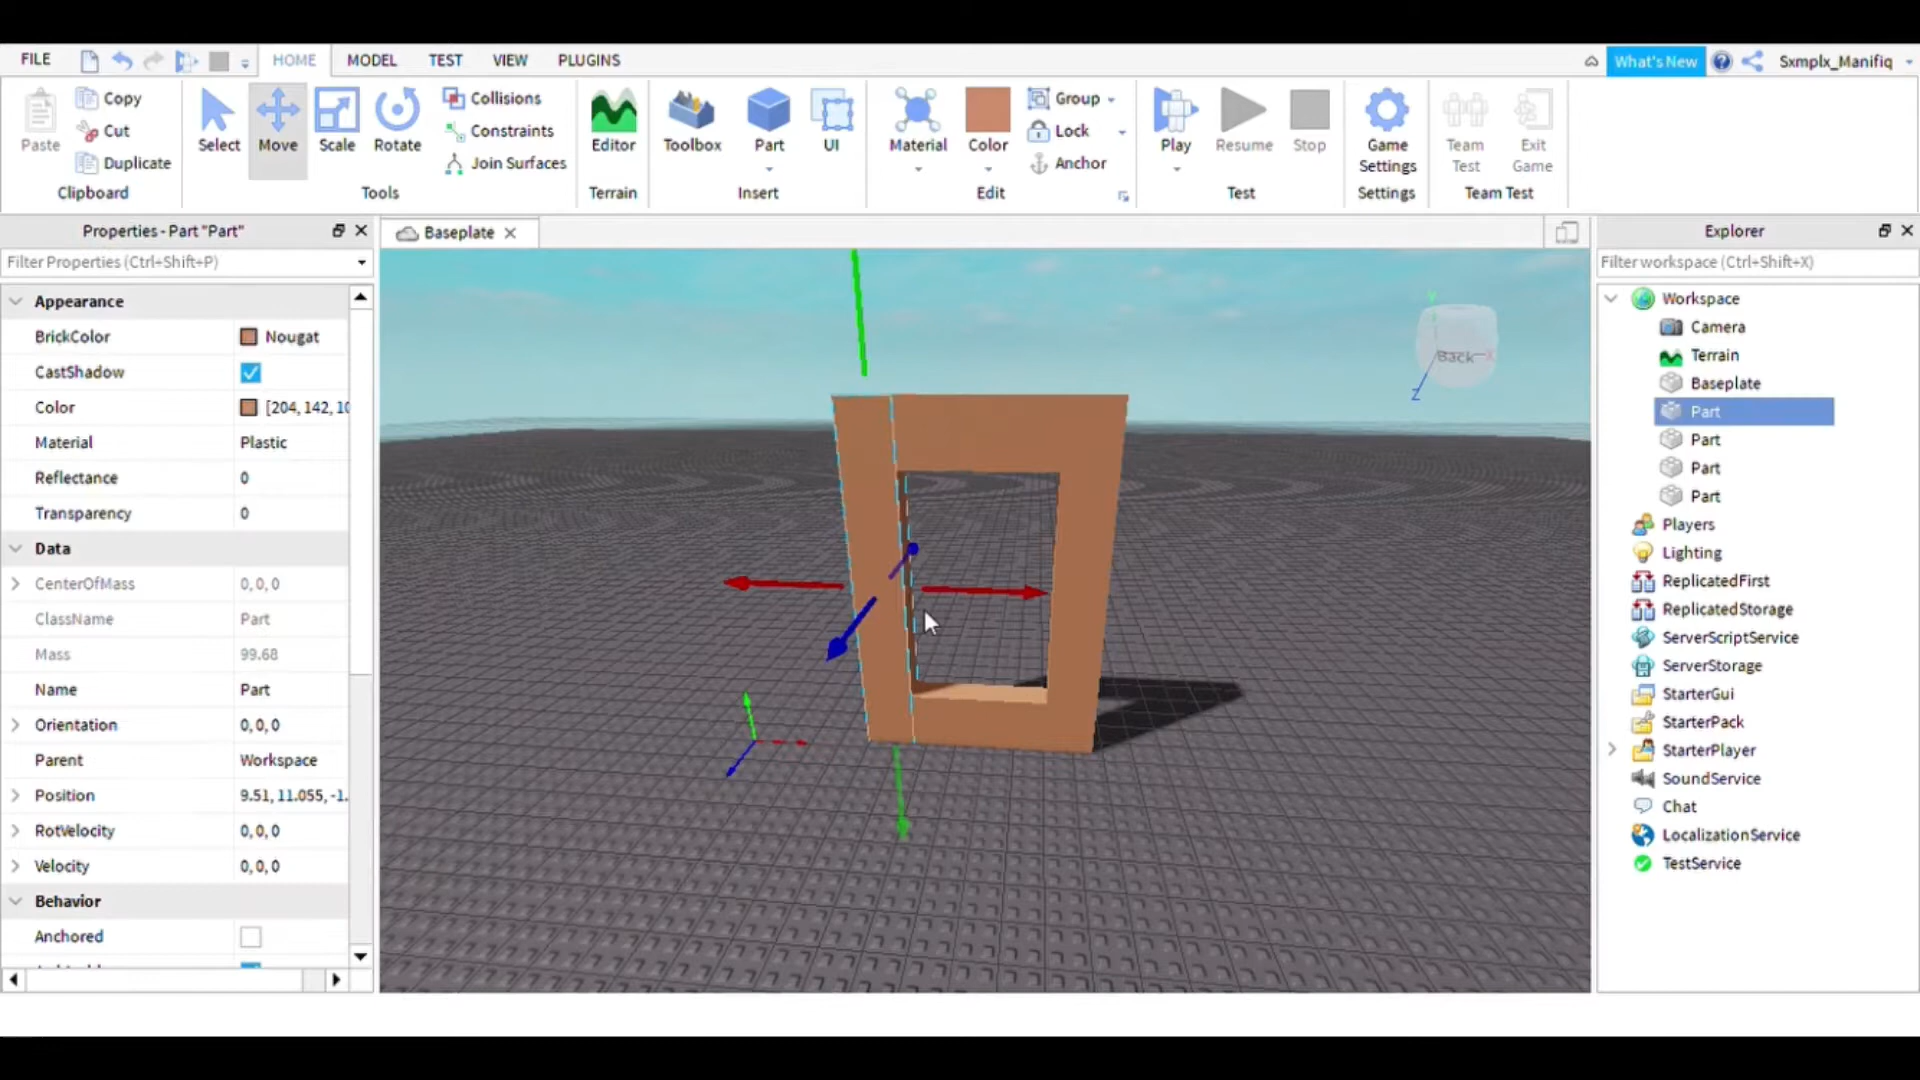 FILE HOME MODEL TEST VIEW PLUGINS What's New Sxmplx_Manifiq
Paste Copy Cut Duplicate Clipboard
Select Move Scale Rotate Collisions Constraints Join Surfaces Tools
Editor Terrain
Toolbox Part UI Insert
Material Color Group Lock Anchor Edit
Play Resume Stop Test
Game Settings Settings
Team Test Exit Game Team Test
Properties - Part "Part"
Filter Properties (Ctrl+Shift+P)
Appearance
BrickColor Nougat
CastShadow
Color [204, 142, 10
Material Plastic
Reflectance 0
Transparency 0
Data
CenterOfMass 0, 0, 0
ClassName Part
Mass 99.68
Name Part
Orientation 0, 0, 0
Parent Workspace
Position 9.51, 11.055, -1.
RotVelocity 0, 0, 0
Velocity 0, 0, 0
Behavior
Anchored
Baseplate
Y
Back X
Z
Explorer
Filter workspace (Ctrl+Shift+X)
Workspace
Camera
Terrain
Baseplate
Part
Part
Part
Part
Players
Lighting
ReplicatedFirst
ReplicatedStorage
ServerScriptService
ServerStorage
StarterGui
StarterPack
StarterPlayer
SoundService
Chat
LocalizationService
TestService